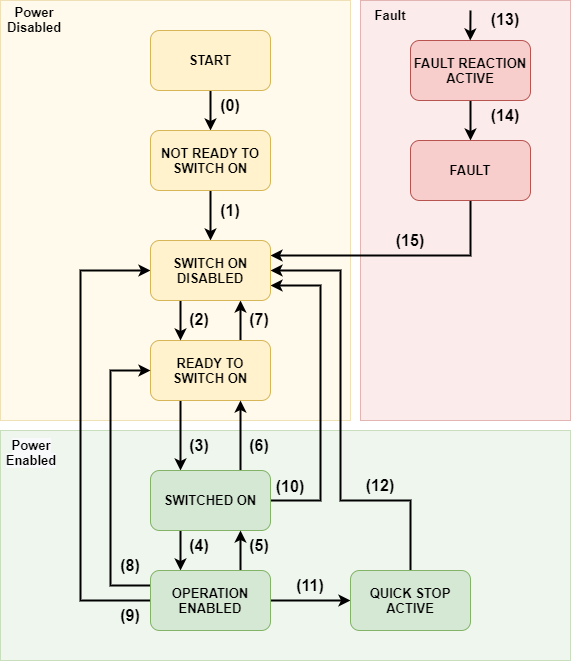 Power
Disabled
Fault
START
(0)
NOT READY TO
SWITCH ON
(1)
SWITCH ON
DISABLED
(2)
(7)
READY TO
SWITCH ON
(13)
FAULT REACTION
ACTIVE
(14)
FAULT
(15)
Power
Enabled
(3)
(6)
SWITCHED ON
(10)
(12)
(4)
(5)
(8)
(9)
OPERATION
ENABLED
(11)
QUICK STOP
ACTIVE